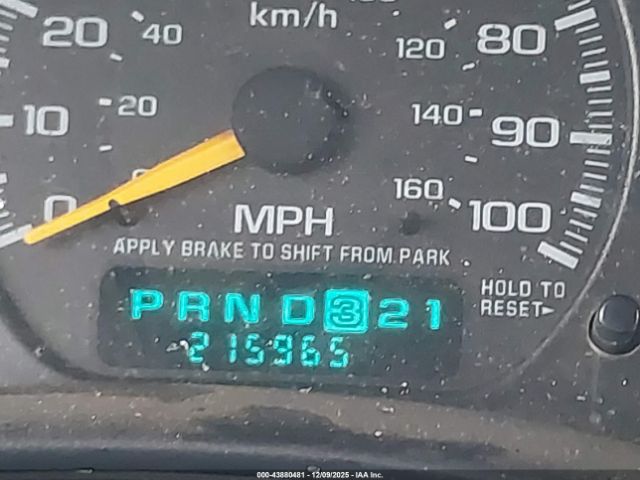 km/h
20 40 120 80
10 20 140 90
0 0 160 100
MPH
APPLY BRAKE TO SHIFT FROM PARK
HOLD TO
RESET
P R N D 3 2 1
215965
000-43880481 - 12/09/2025 - IAA Inc.